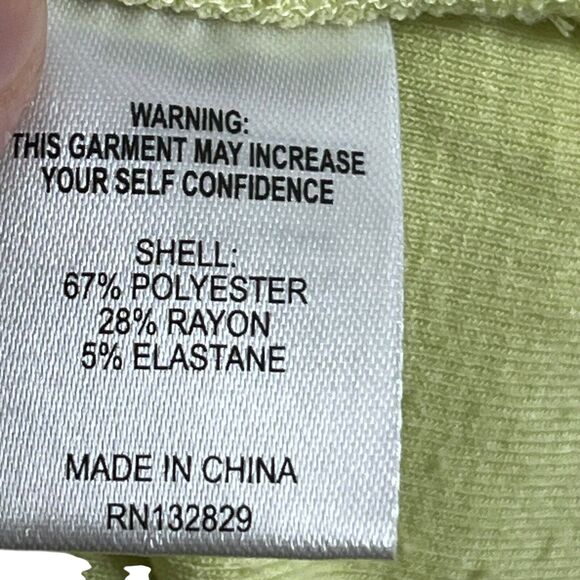 WARNING:
THIS GARMENT MAY INCREASE
YOUR SELF CONFIDENCE
SHELL:
67% POLYESTER
28% RAYON
5% ELASTANE
MADE IN CHINA
RN132829